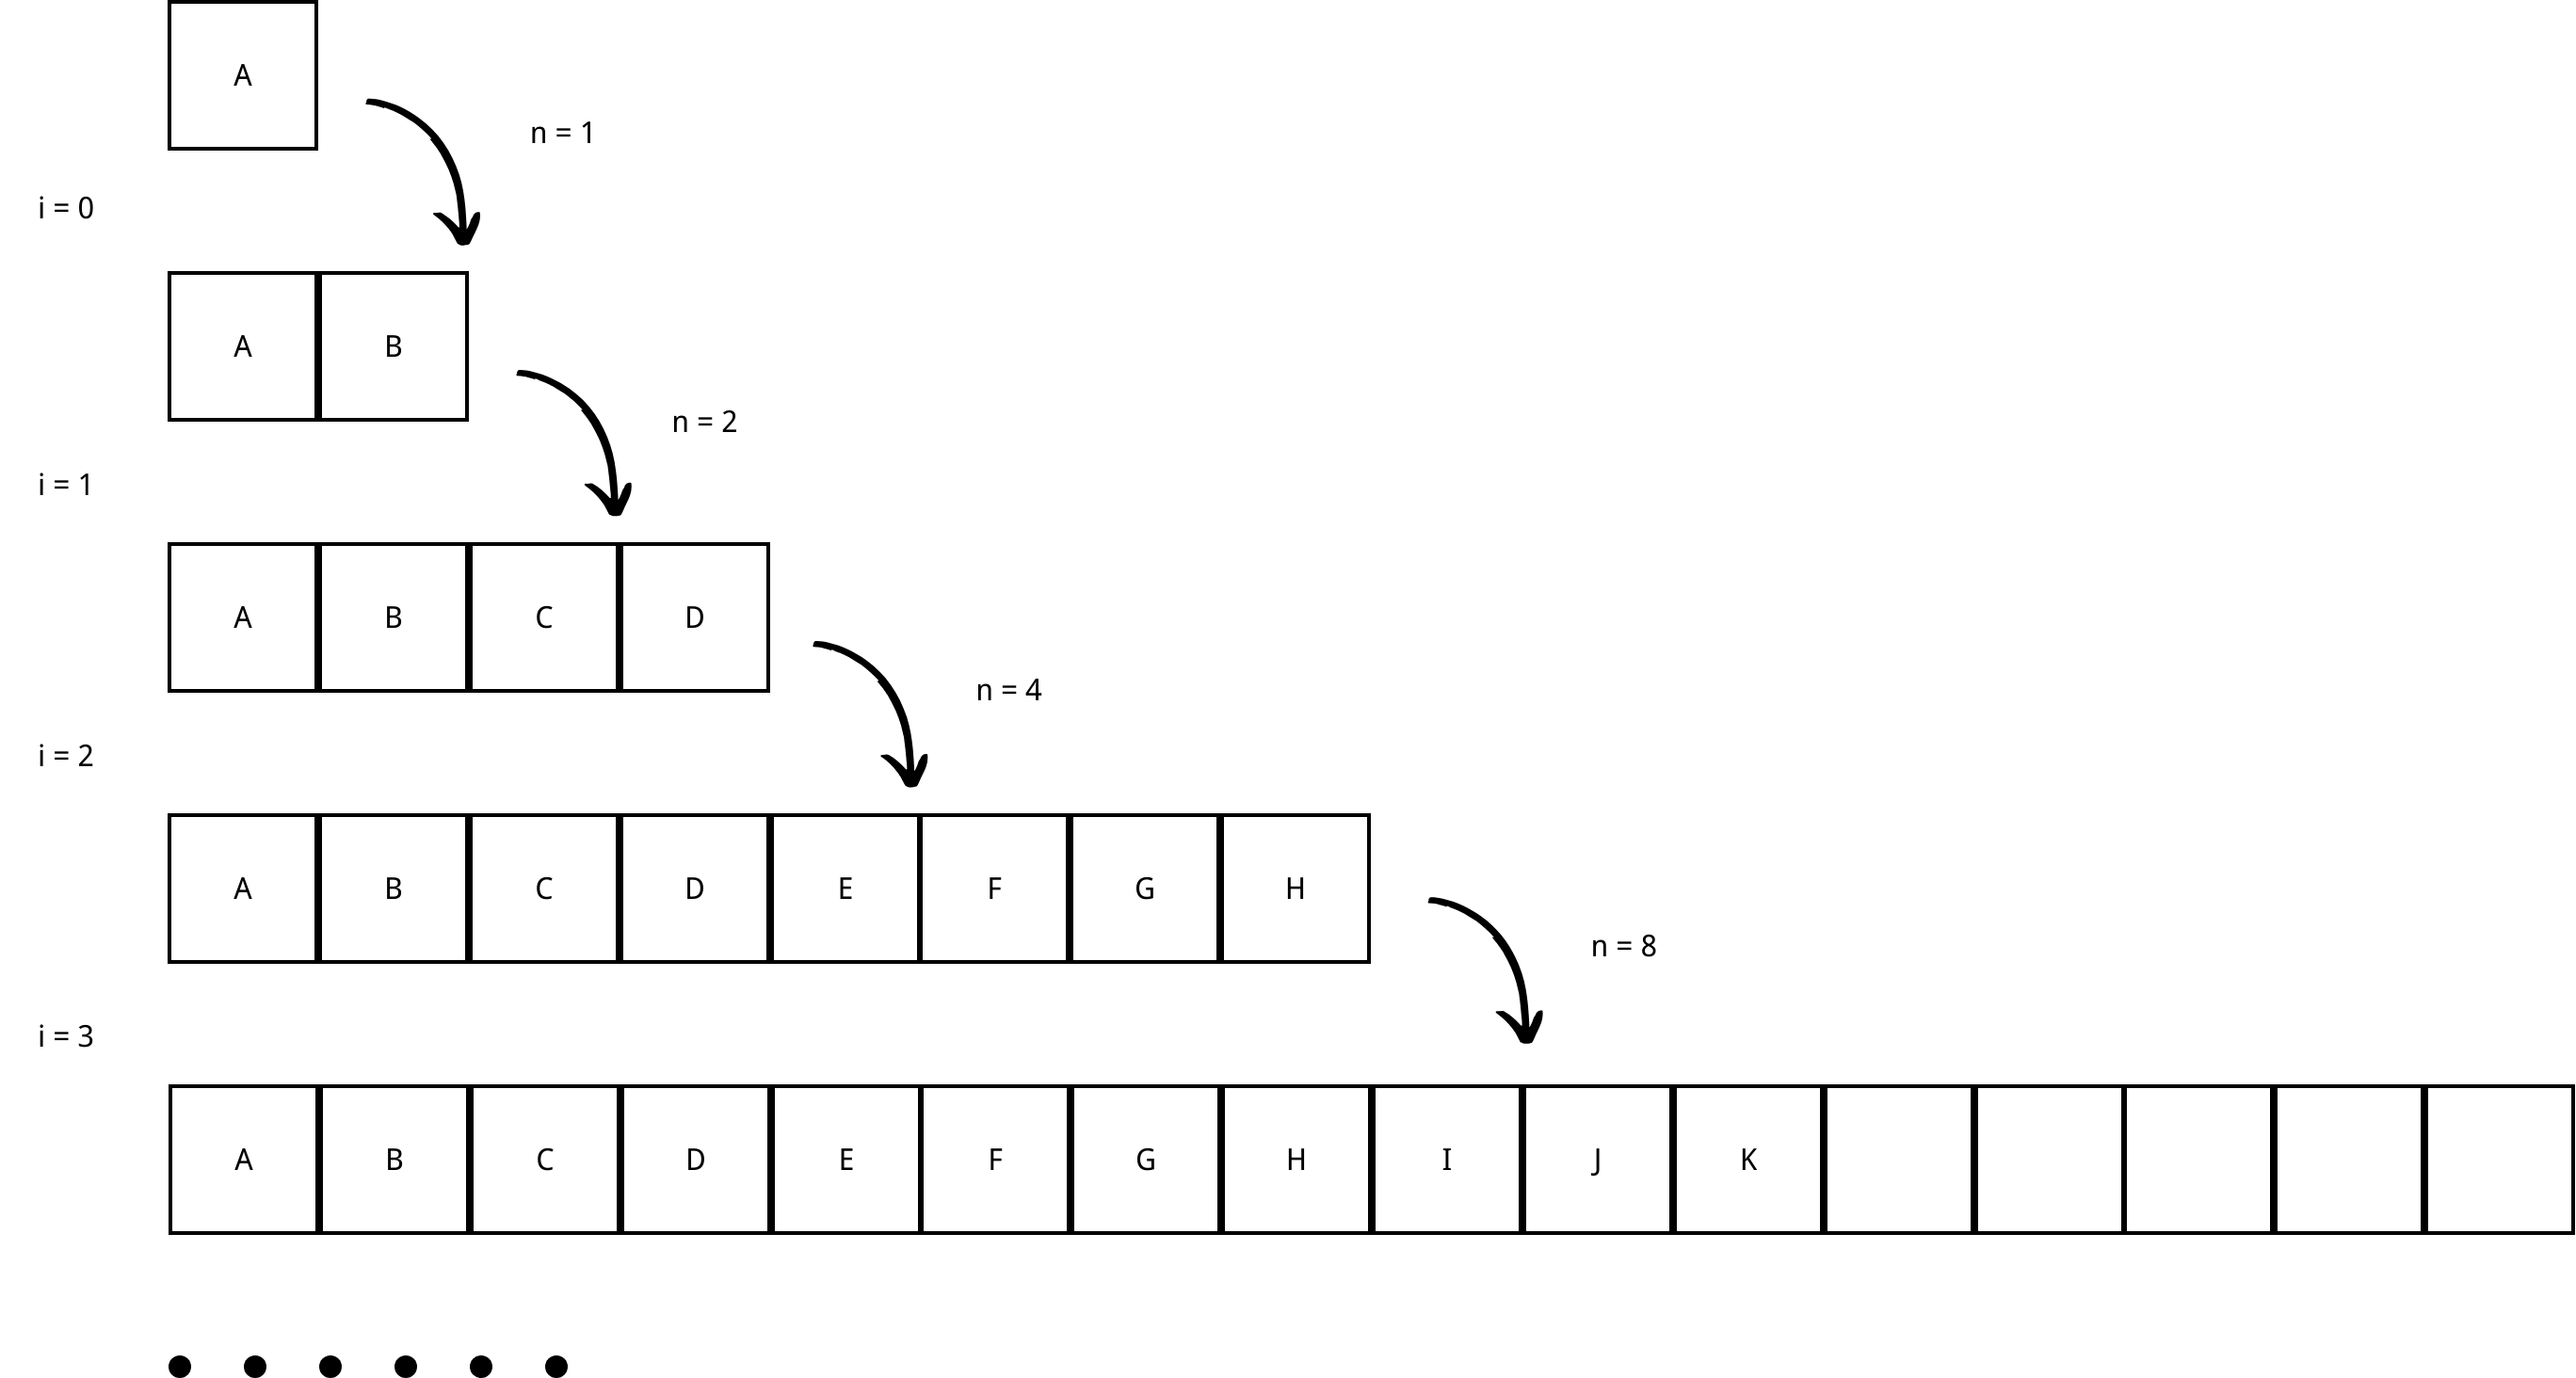 A
n = 1
i = 0
A B
n = 2
i = 1
A B C D
n = 4
i = 2
A B C D E F G H
n = 8
i = 3
A B C D E F G H I J K